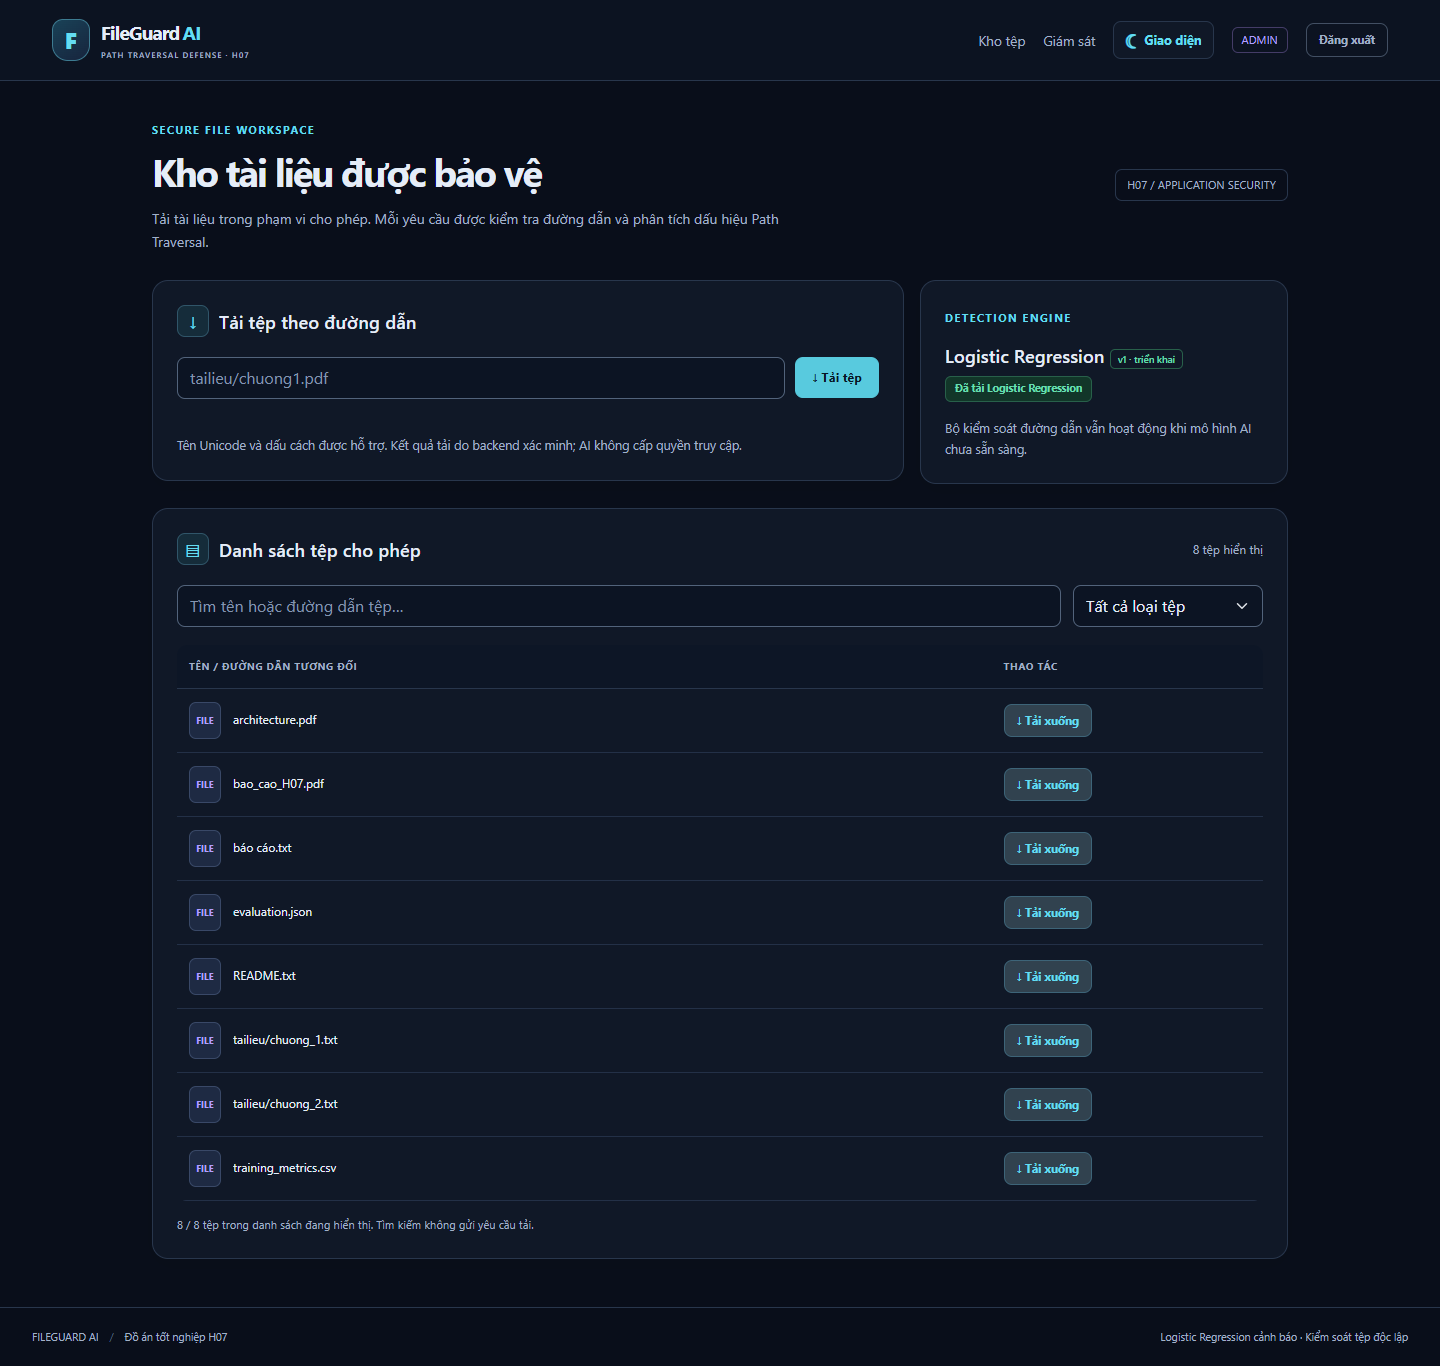 F
FileGuard AI
PATH TRAVERSAL DEFENSE · H07
Kho tệp
Giám sát
Giao diện
ADMIN
Đăng xuất
SECURE FILE WORKSPACE
Kho tài liệu được bảo vệ
H07 / APPLICATION SECURITY
Tải tài liệu trong phạm vi cho phép. Mỗi yêu cầu được kiểm tra đường dẫn và phân tích dấu hiệu Path
Traversal.
↓ Tải tệp theo đường dẫn
tailieu/chuong1.pdf
↓ Tải tệp
Tên Unicode và dấu cách được hỗ trợ. Kết quả tải do backend xác minh; AI không cấp quyền truy cập.
DETECTION ENGINE
Logistic Regression v1 · triển khai
Đã tải Logistic Regression
Bộ kiểm soát đường dẫn vẫn hoạt động khi mô hình AI
chưa sẵn sàng.
Danh sách tệp cho phép
8 tệp hiển thị
Tìm tên hoặc đường dẫn tệp...
Tất cả loại tệp
TÊN / ĐƯỜNG DẪN TƯƠNG ĐỐI
THAO TÁC
FILE architecture.pdf ↓ Tải xuống
FILE bao_cao_H07.pdf ↓ Tải xuống
FILE báo cáo.txt ↓ Tải xuống
FILE evaluation.json ↓ Tải xuống
FILE README.txt ↓ Tải xuống
FILE tailieu/chuong_1.txt ↓ Tải xuống
FILE tailieu/chuong_2.txt ↓ Tải xuống
FILE training_metrics.csv ↓ Tải xuống
8 / 8 tệp trong danh sách đang hiển thị. Tìm kiếm không gửi yêu cầu tải.
FILEGUARD AI / Đồ án tốt nghiệp H07
Logistic Regression cảnh báo · Kiểm soát tệp độc lập